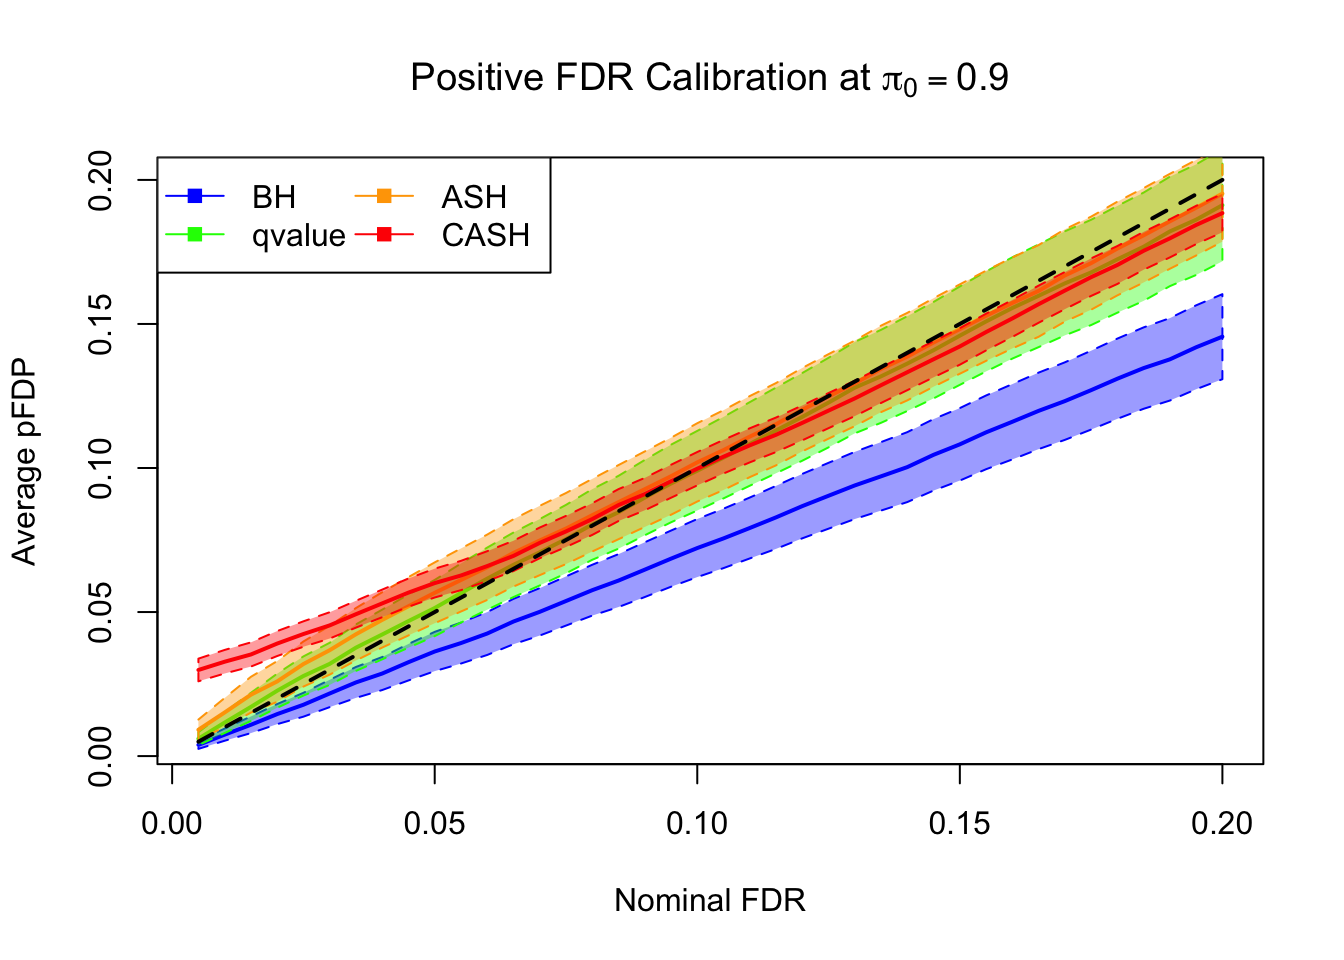 Positive FDR Calibration at π0 = 0.9
BH ASH
qvalue CASH
Average pFDP
0.20
0.15
0.10
0.05
0.00
0.00 0.05 0.10 0.15 0.20
Nominal FDR